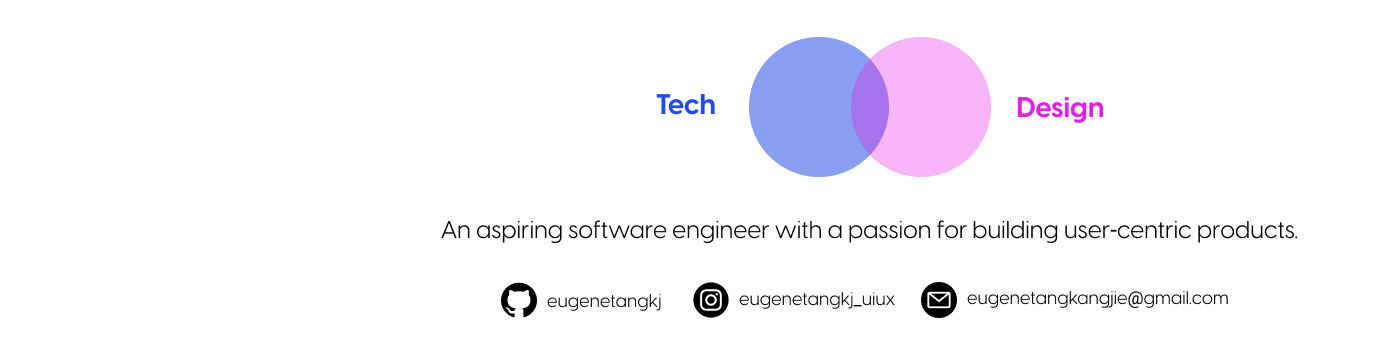 Tech
Design
An aspiring software engineer with a passion for building user-centric products.
eugenetangkj
eugenetangkj_uiux
eugenetangkangjie@gmail.com